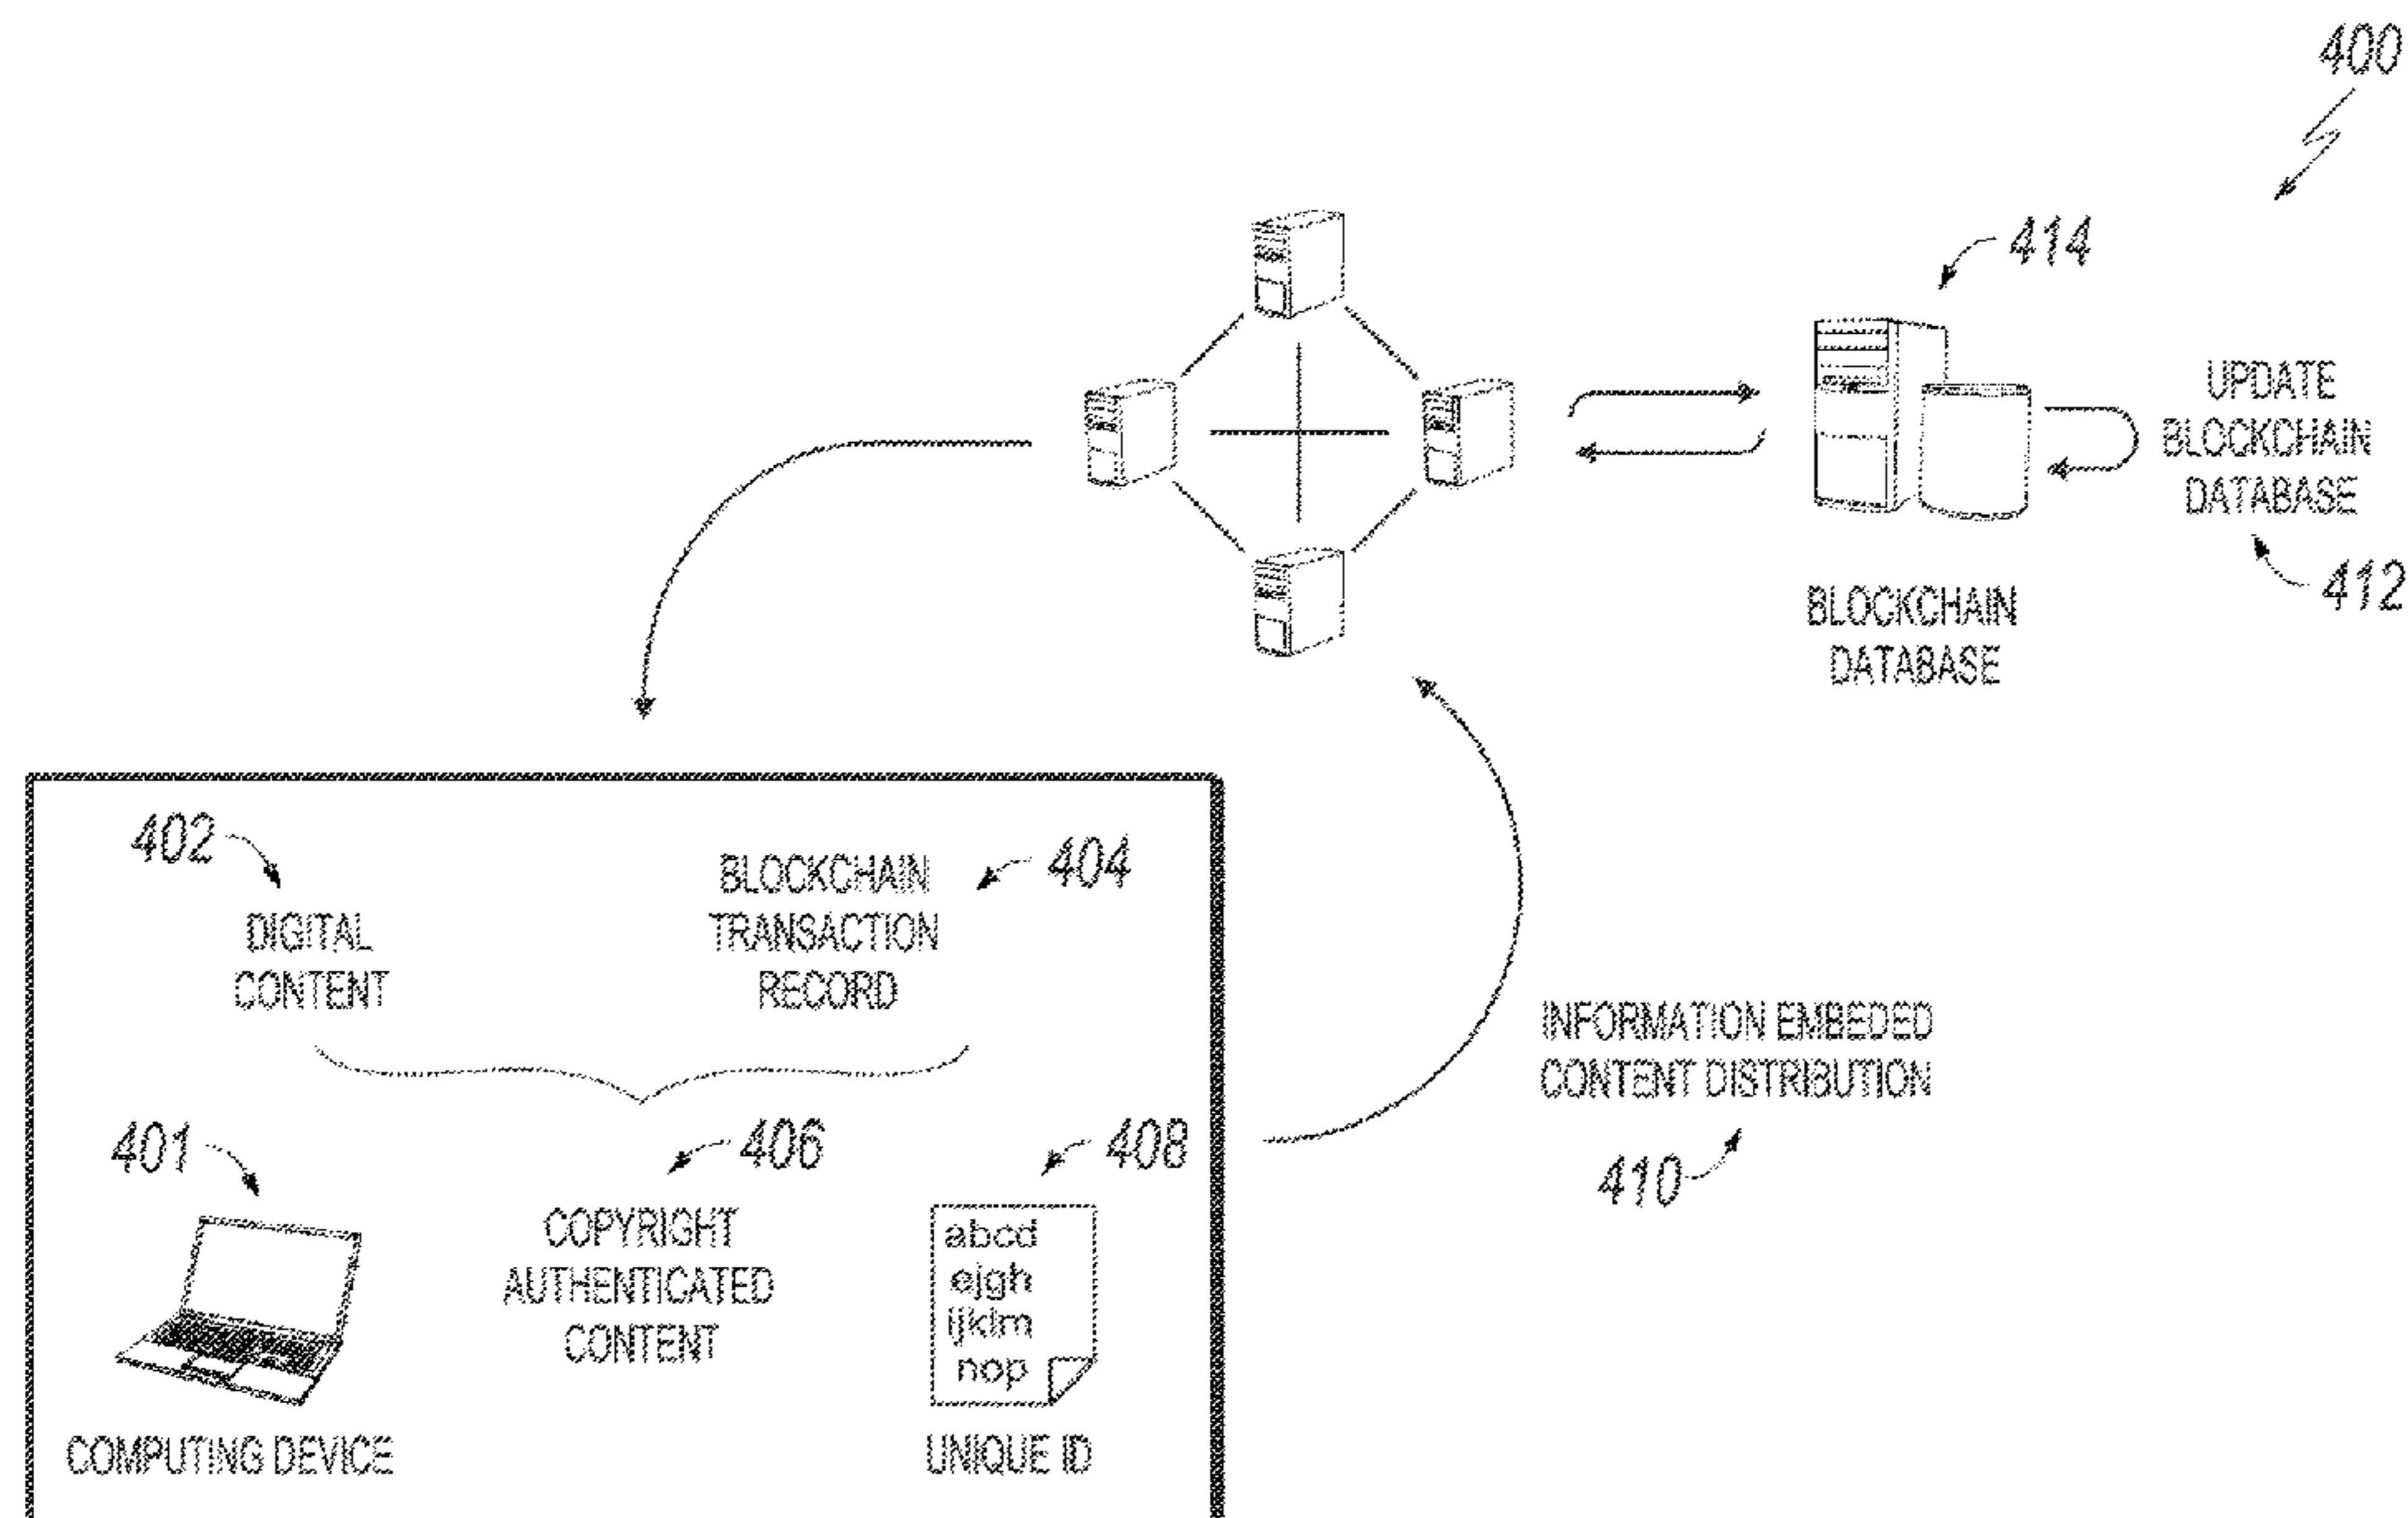 400
414
UPDATE
BLOCKCHAIN
DATABASE
412
BLOCKCHAIN
DATABASE
402
DIGITAL
CONTENT
BLOCKCHAIN
TRANSACTION
RECORD
404
401
COMPUTING DEVICE
406
COPYRIGHT
AUTHENTICATED
CONTENT
408
abcd
ejgh
ijklm
nop
UNIQUE ID
INFORMATION EMBEDED
CONTENT DISTRIBUTION
410